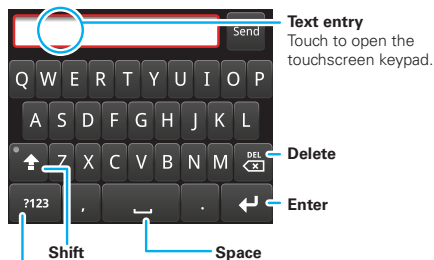 Send
Text entry
Touch to open the
touchscreen keypad.
Q W E R T Y U I O P
A S D F G H J K L
Z X C V B N M DEL
Delete
?123 , .
Enter
Shift
Space